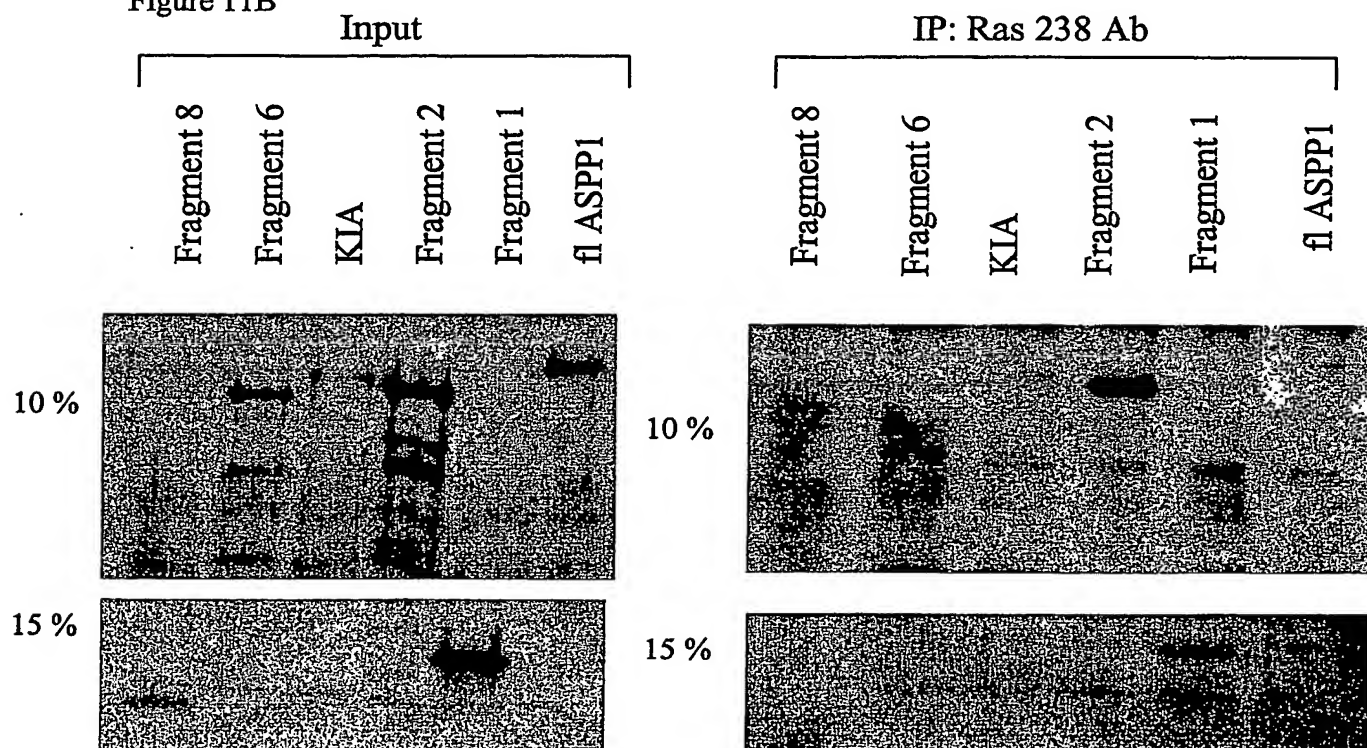 Figure 11B
Input
IP: Ras 238 Ab
Fragment 8
Fragment 6
KIA
Fragment 2
Fragment 1
fl ASPP1
Fragment 8
Fragment 6
KIA
Fragment 2
Fragment 1
fl ASPP1
10 %
10 %
15 %
15 %